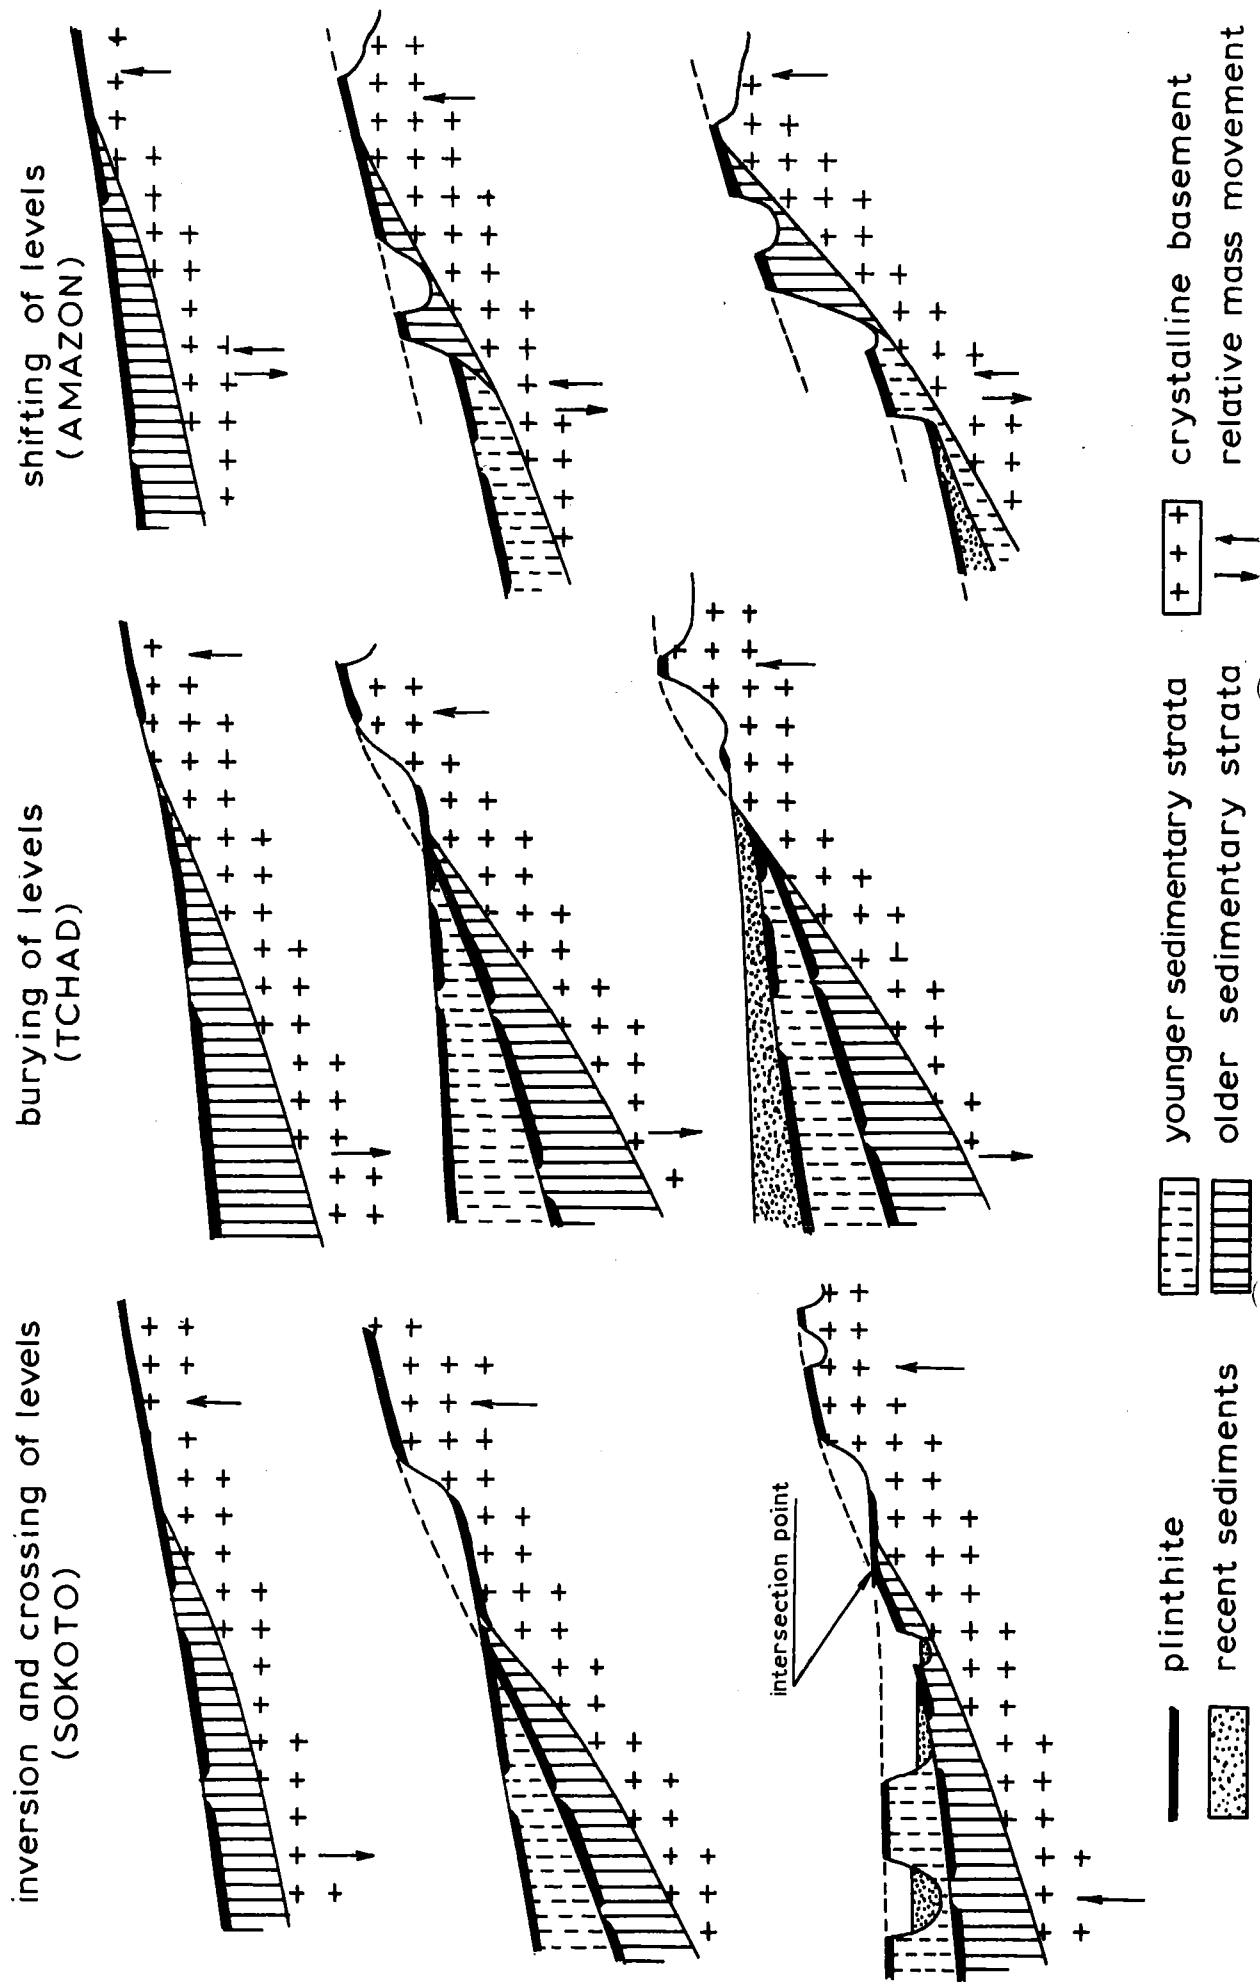 inversion and crossing of levels
(SOKOTO)
burying of levels
(TCHAD)
shifting of levels
(AMAZON)
intersection point
plinthite
recent sediments
younger sedimentary strata
older sedimentary strata
crystalline basement
relative mass movement